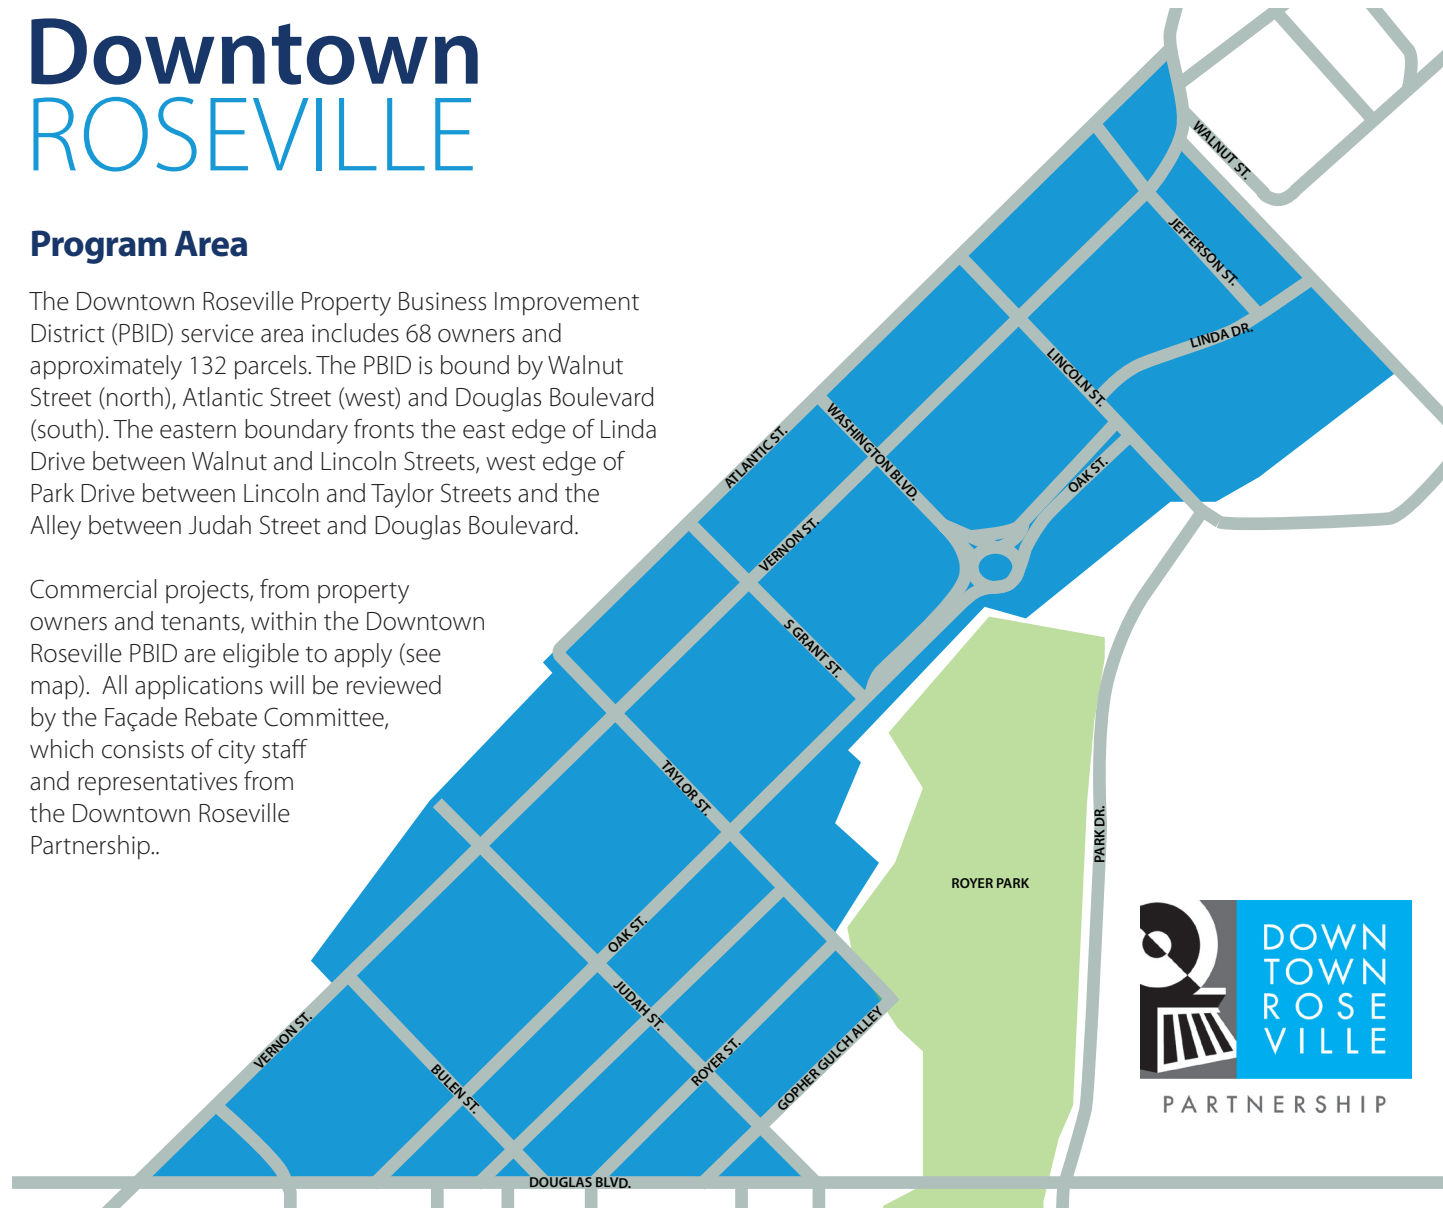 Downtown
ROSEVILLE
Program Area
The Downtown Roseville Property Business Improvement
District (PBID) service area includes 68 owners and
approximately 132 parcels. The PBID is bound by Walnut
Street (north), Atlantic Street (west) and Douglas Boulevard
(south). The eastern boundary fronts the east edge of Linda
Drive between Walnut and Lincoln Streets, west edge of
Park Drive between Lincoln and Taylor Streets and the
Alley between Judah Street and Douglas Boulevard.
Commercial projects, from property
owners and tenants, within the Downtown
Roseville PBID are eligible to apply (see
map).  All applications will be reviewed
by the Façade Rebate Committee,
which consists of city staff
and representatives from
the Downtown Roseville
Partnership..
WALNUT ST.
JEFFERSON ST.
LINDA DR.
LINCOLN ST.
WASHINGTON BLVD.
ATLANTIC ST.
OAK ST.
VERNON ST.
S GRANT ST.
TAYLOR ST.
PARK DR.
ROYER PARK
OAK ST.
JUDAH ST.
VERNON ST.
ROYER ST.
GOPHER GULCH ALLEY
BULEN ST.
DOUGLAS BLVD.
DOWN
TOWN
ROSE
VILLE
PARTNERSHIP